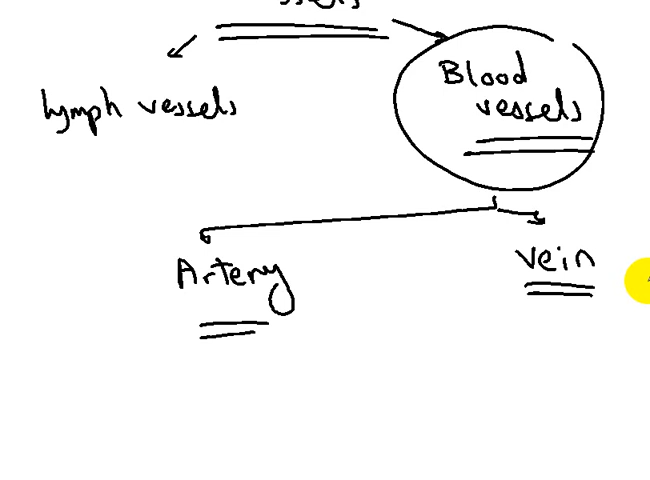 lymph vessels
Blood
vessels
Artery
vein